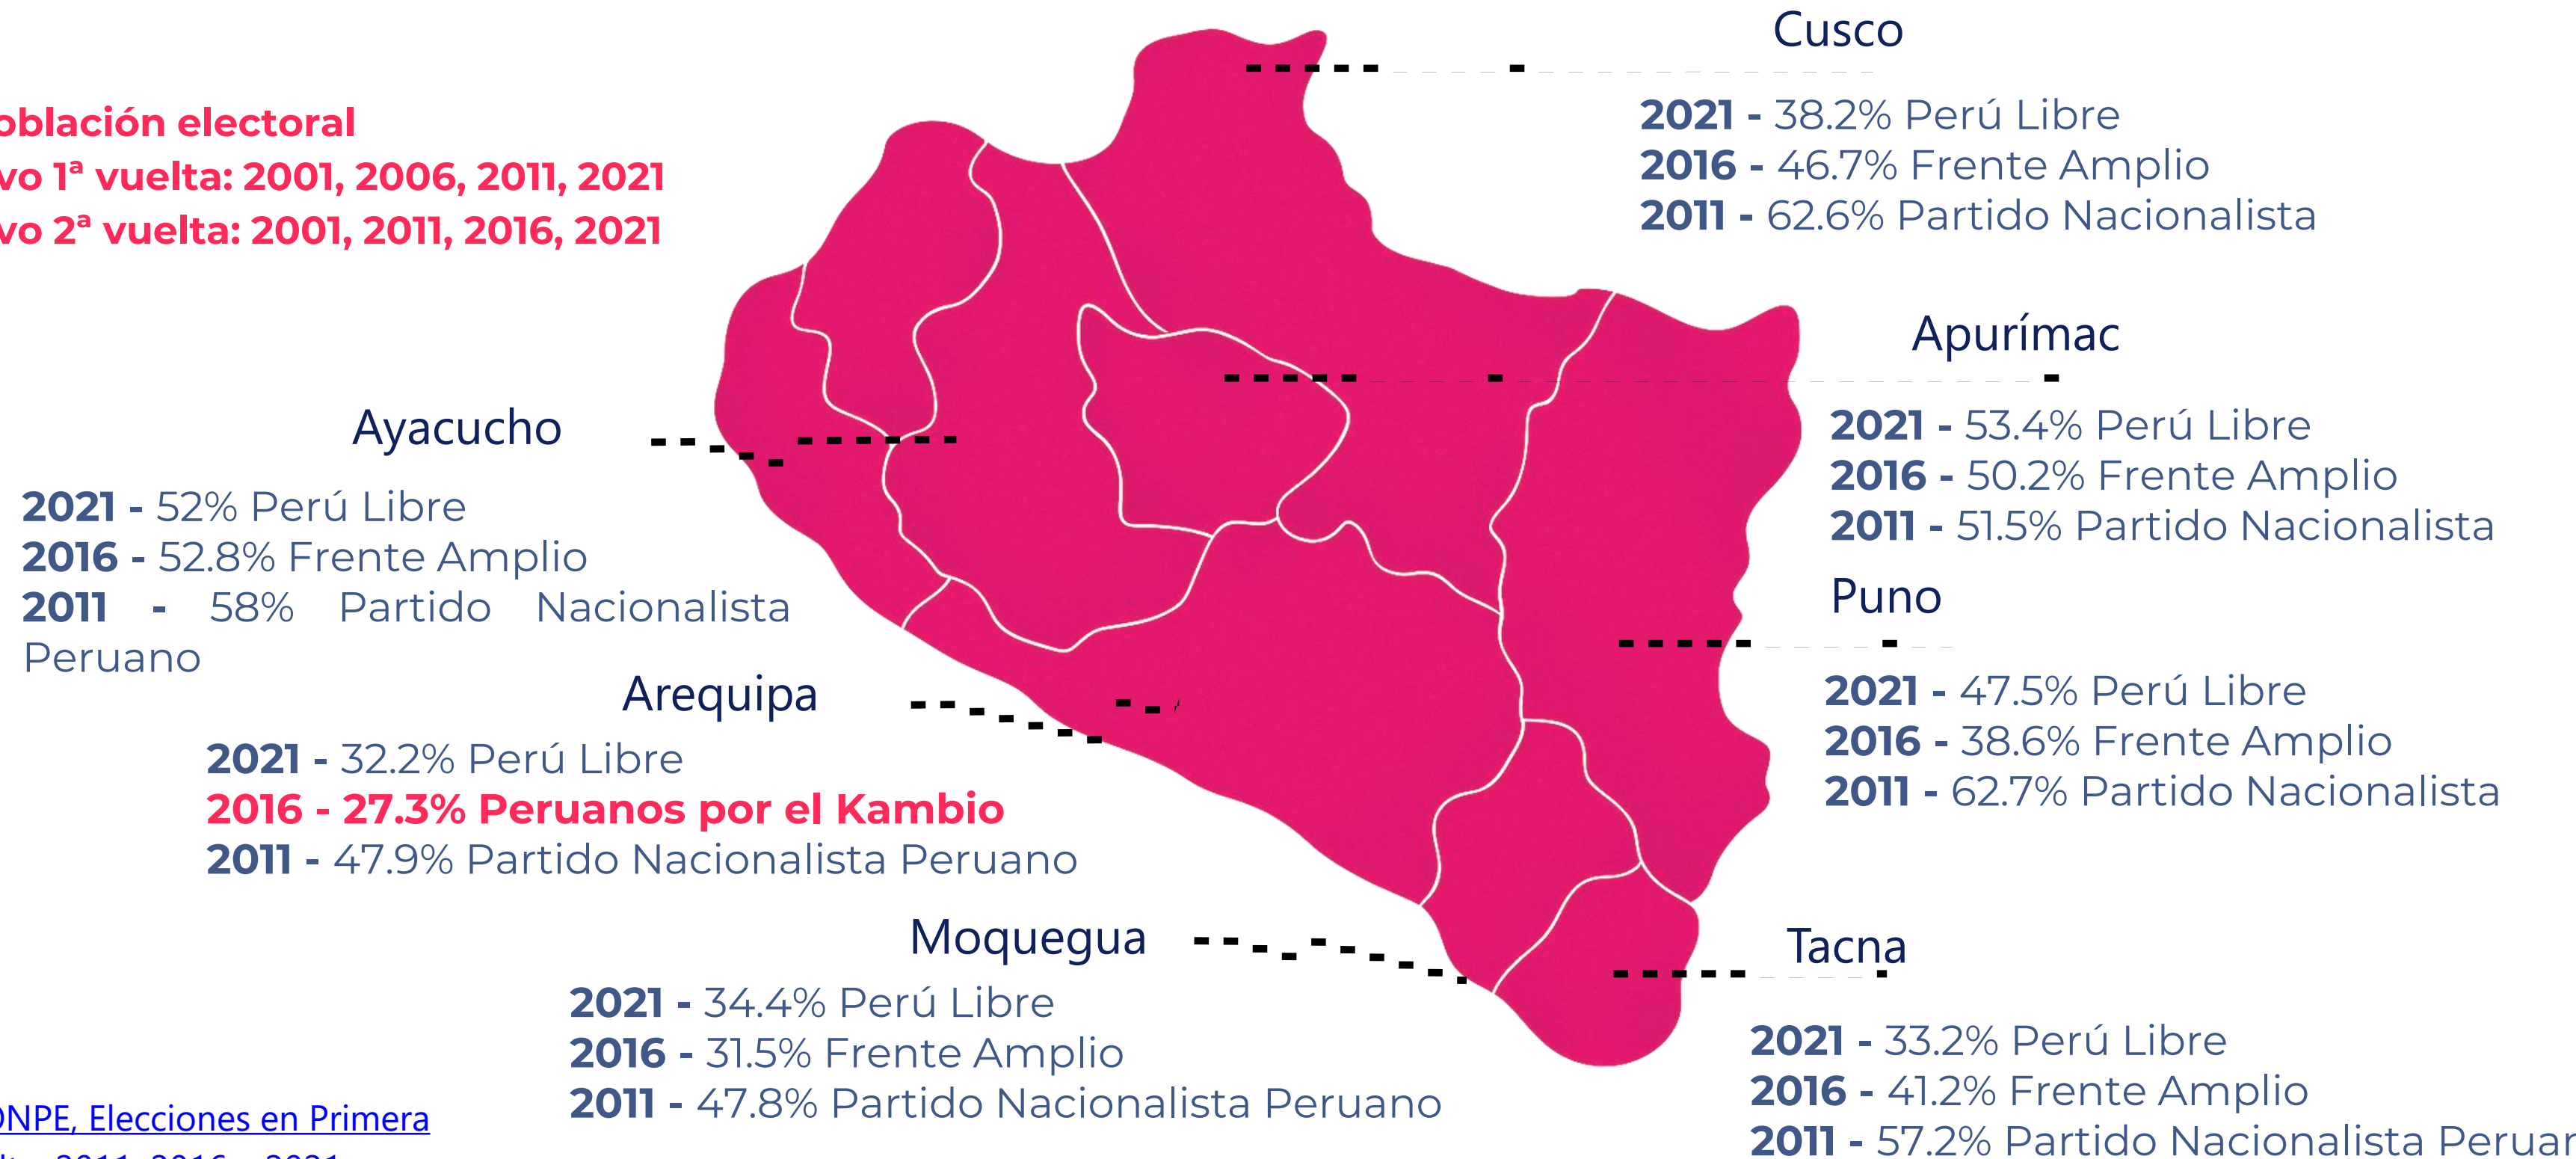 oblación electoral
vo 1ª vuelta: 2001, 2006, 2011, 2021
vo 2ª vuelta: 2001, 2011, 2016, 2021
Cusco
2021 - 38.2% Perú Libre
2016 - 46.7% Frente Amplio
2011 - 62.6% Partido Nacionalista
Apurímac
2021 - 53.4% Perú Libre
2016 - 50.2% Frente Amplio
2011 - 51.5% Partido Nacionalista
Ayacucho
2021 - 52% Perú Libre
2016 - 52.8% Frente Amplio
2011 - 58% Partido Nacionalista
Peruano
Puno
2021 - 47.5% Perú Libre
2016 - 38.6% Frente Amplio
2011 - 62.7% Partido Nacionalista
Arequipa
2021 - 32.2% Perú Libre
2016 - 27.3% Peruanos por el Kambio
2011 - 47.9% Partido Nacionalista Peruano
Moquegua
2021 - 34.4% Perú Libre
2016 - 31.5% Frente Amplio
2011 - 47.8% Partido Nacionalista Peruano
Tacna
2021 - 33.2% Perú Libre
2016 - 41.2% Frente Amplio
2011 - 57.2% Partido Nacionalista Perua
ONPE, Elecciones en Primera
2011, 2016 2021